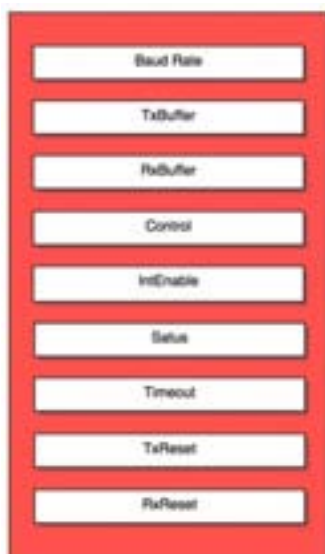 Baud Rate
TxBuffer
RxBuffer
Control
IntEnable
Satus
Timeout
TxReset
RxReset